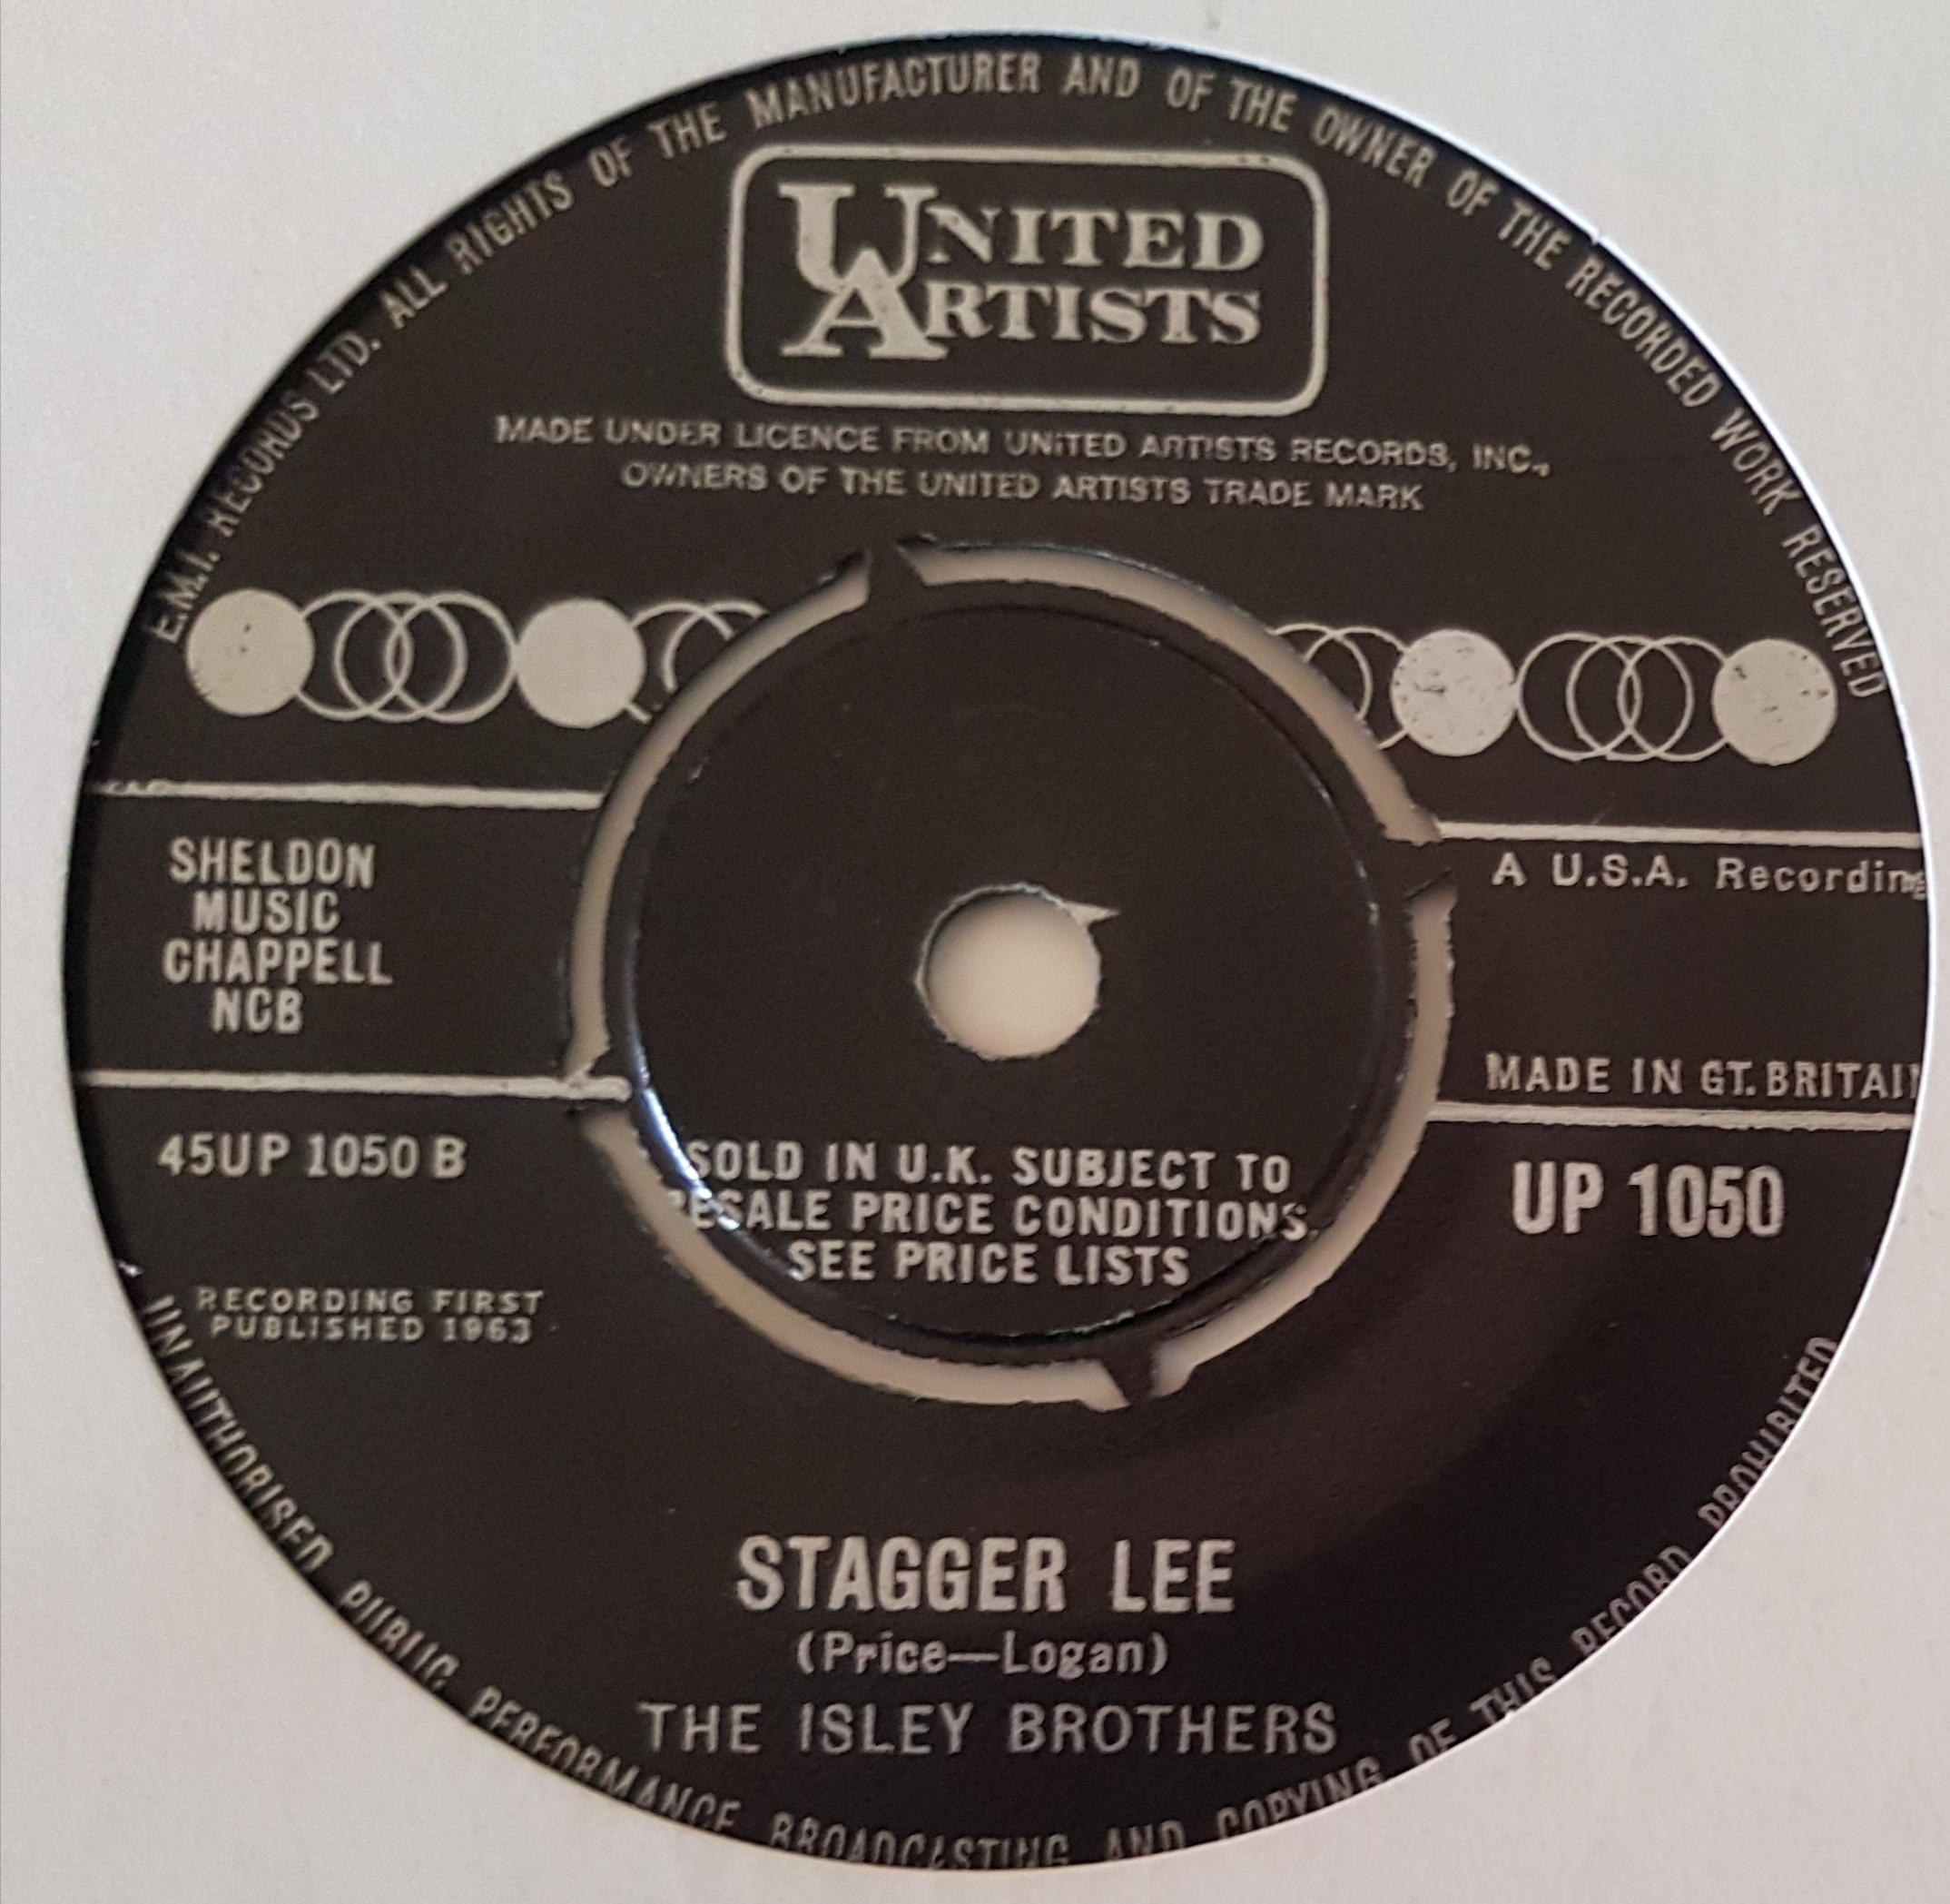 E.M.I. RECORDS LTD. ALL RIGHTS OF THE MANUFACTURER AND OF THE OWNER OF THE RECORDED WORK RESERVED
UNITED
ARTISTS
MADE UNDER LICENCE FROM UNITED ARTISTS RECORDS, INC.,
OWNERS OF THE UNITED ARTISTS TRADE MARK
SHELDON
MUSIC
CHAPPELL
NCB
A U.S.A. Recording
MADE IN GT. BRITAIN
45UP 1050 B
SOLD IN U.K. SUBJECT TO
RESALE PRICE CONDITIONS.
SEE PRICE LISTS
UP 1050
RECORDING FIRST
PUBLISHED 1963
STAGGER LEE
(Price—Logan)
THE ISLEY BROTHERS
UNAUTHORISED PUBLIC PERFORMANCE BROADCASTING AND COPYING OF THIS RECORD PROHIBITED